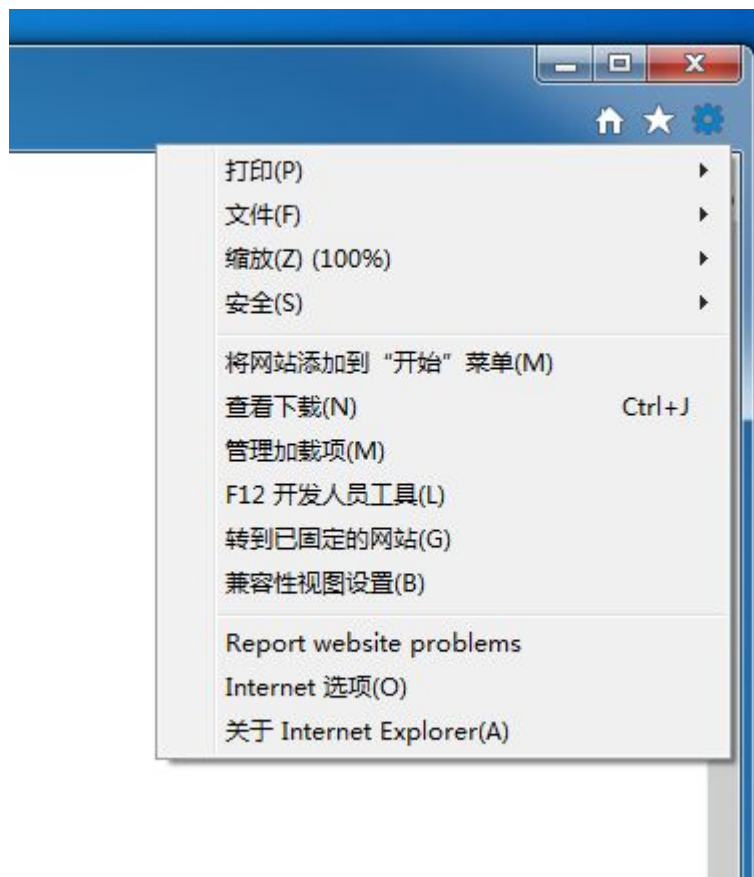 打印(P)
文件(F)
缩放(Z) (100%)
安全(S)
将网站添加到“开始”菜单(M)
查看下载(N) Ctrl+J
管理加载项(M)
F12 开发人员工具(L)
转到已固定的网站(G)
兼容性视图设置(B)
Report website problems
Internet 选项(O)
关于 Internet Explorer(A)